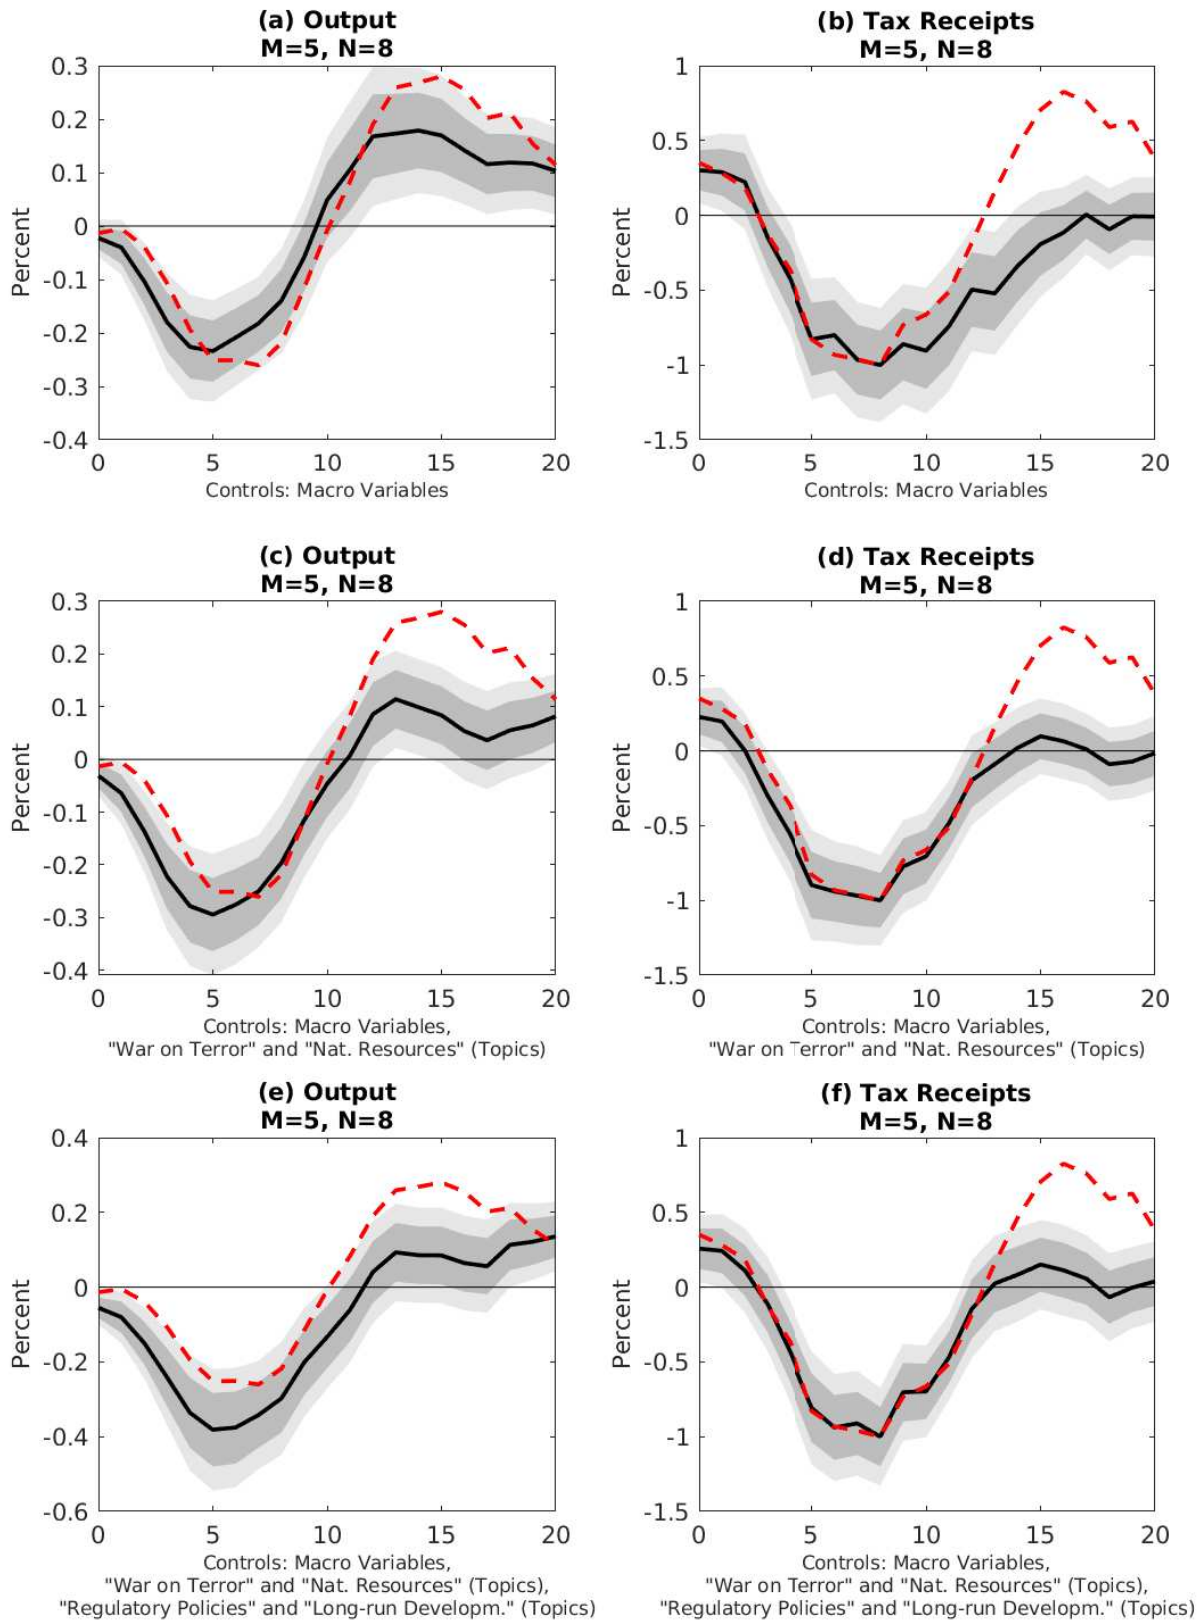 (a) Output
M=5, N=8
0.3
0.2
0.1
0
-0.1
-0.2
-0.3
-0.4
Percent
0 5 10 15 20
Controls: Macro Variables
(b) Tax Receipts
M=5, N=8
1
0.5
0
-0.5
-1
-1.5
Percent
0 5 10 15 20
Controls: Macro Variables
(c) Output
M=5, N=8
0.3
0.2
0.1
0
-0.1
-0.2
-0.3
-0.4
Percent
0 5 10 15 20
Controls: Macro Variables,
"War on Terror" and "Nat. Resources" (Topics)
(d) Tax Receipts
M=5, N=8
1
0.5
0
-0.5
-1
-1.5
Percent
0 5 10 15 20
Controls: Macro Variables,
"War on Terror" and "Nat. Resources" (Topics)
(e) Output
M=5, N=8
0.4
0.2
0
-0.2
-0.4
-0.6
Percent
0 5 10 15 20
Controls: Macro Variables,
"War on Terror" and "Nat. Resources" (Topics),
"Regulatory Policies" and "Long-run Developm." (Topics)
(f) Tax Receipts
M=5, N=8
1
0.5
0
-0.5
-1
-1.5
Percent
0 5 10 15 20
Controls: Macro Variables,
"War on Terror" and "Nat. Resources" (Topics),
"Regulatory Policies" and "Long-run Developm." (Topics)